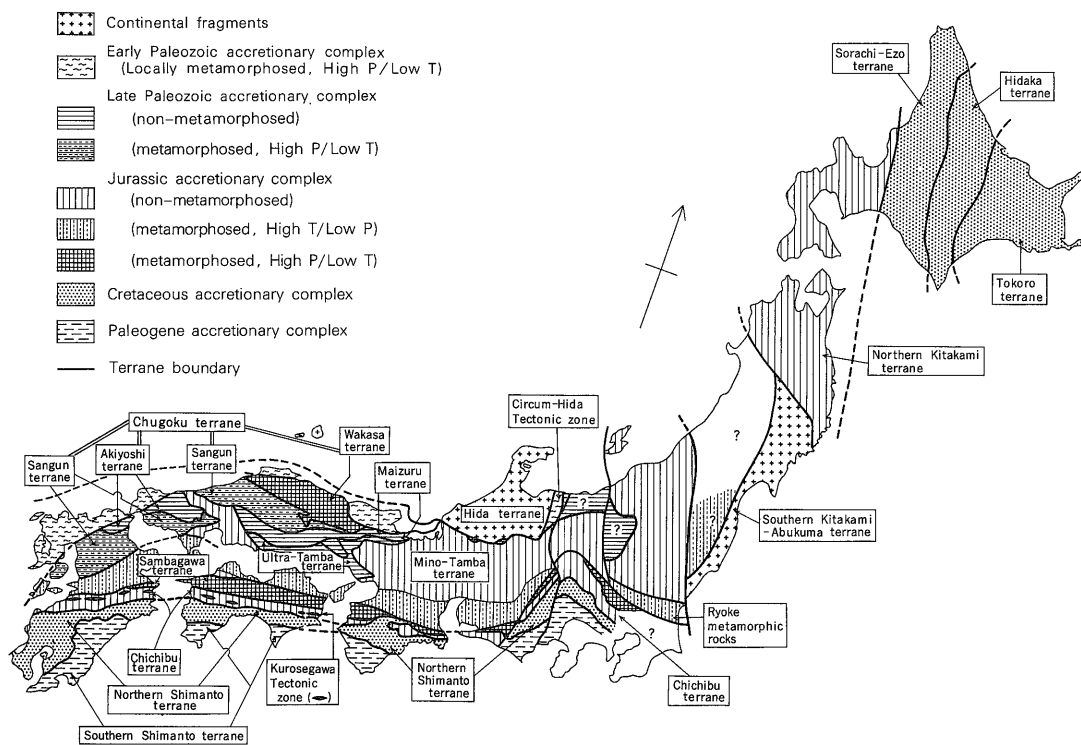 Continental fragments
Early Paleozoic accretionary complex
(Locally metamorphosed, High P/Low T)
Late Paleozoic accretionary complex
(non-metamorphosed)
(metamorphosed, High P/Low T)
Jurassic accretionary complex
(non-metamorphosed)
(metamorphosed, High T/Low P)
(metamorphosed, High P/Low T)
Cretaceous accretionary complex
Paleogene accretionary complex
Terrane boundary
Sorachi-Ezo
terrane
Hidaka
terrane
Tokoro
terrane
Northern Kitakami
terrane
Circum-Hida
Tectonic zone
Chugoku terrane
Wakasa
terrane
Akiyoshi
terrane
Sangun
terrane
Sangun
terrane
Maizuru
terrane
?
Hida terrane
?
?
?
Southern Kitakami
-Abukuma terrane
Sambagawa
terrane
Ultra-Tamba
terrane
Mino-Tamba
terrane
Ryoke
metamorphic
rocks
?
Chichibu
terrane
Kurosegawa
Tectonic
zone ( )
Northern
Shimanto
terrane
Chichibu
terrane
Northern Shimanto
terrane
Southern Shimanto terrane